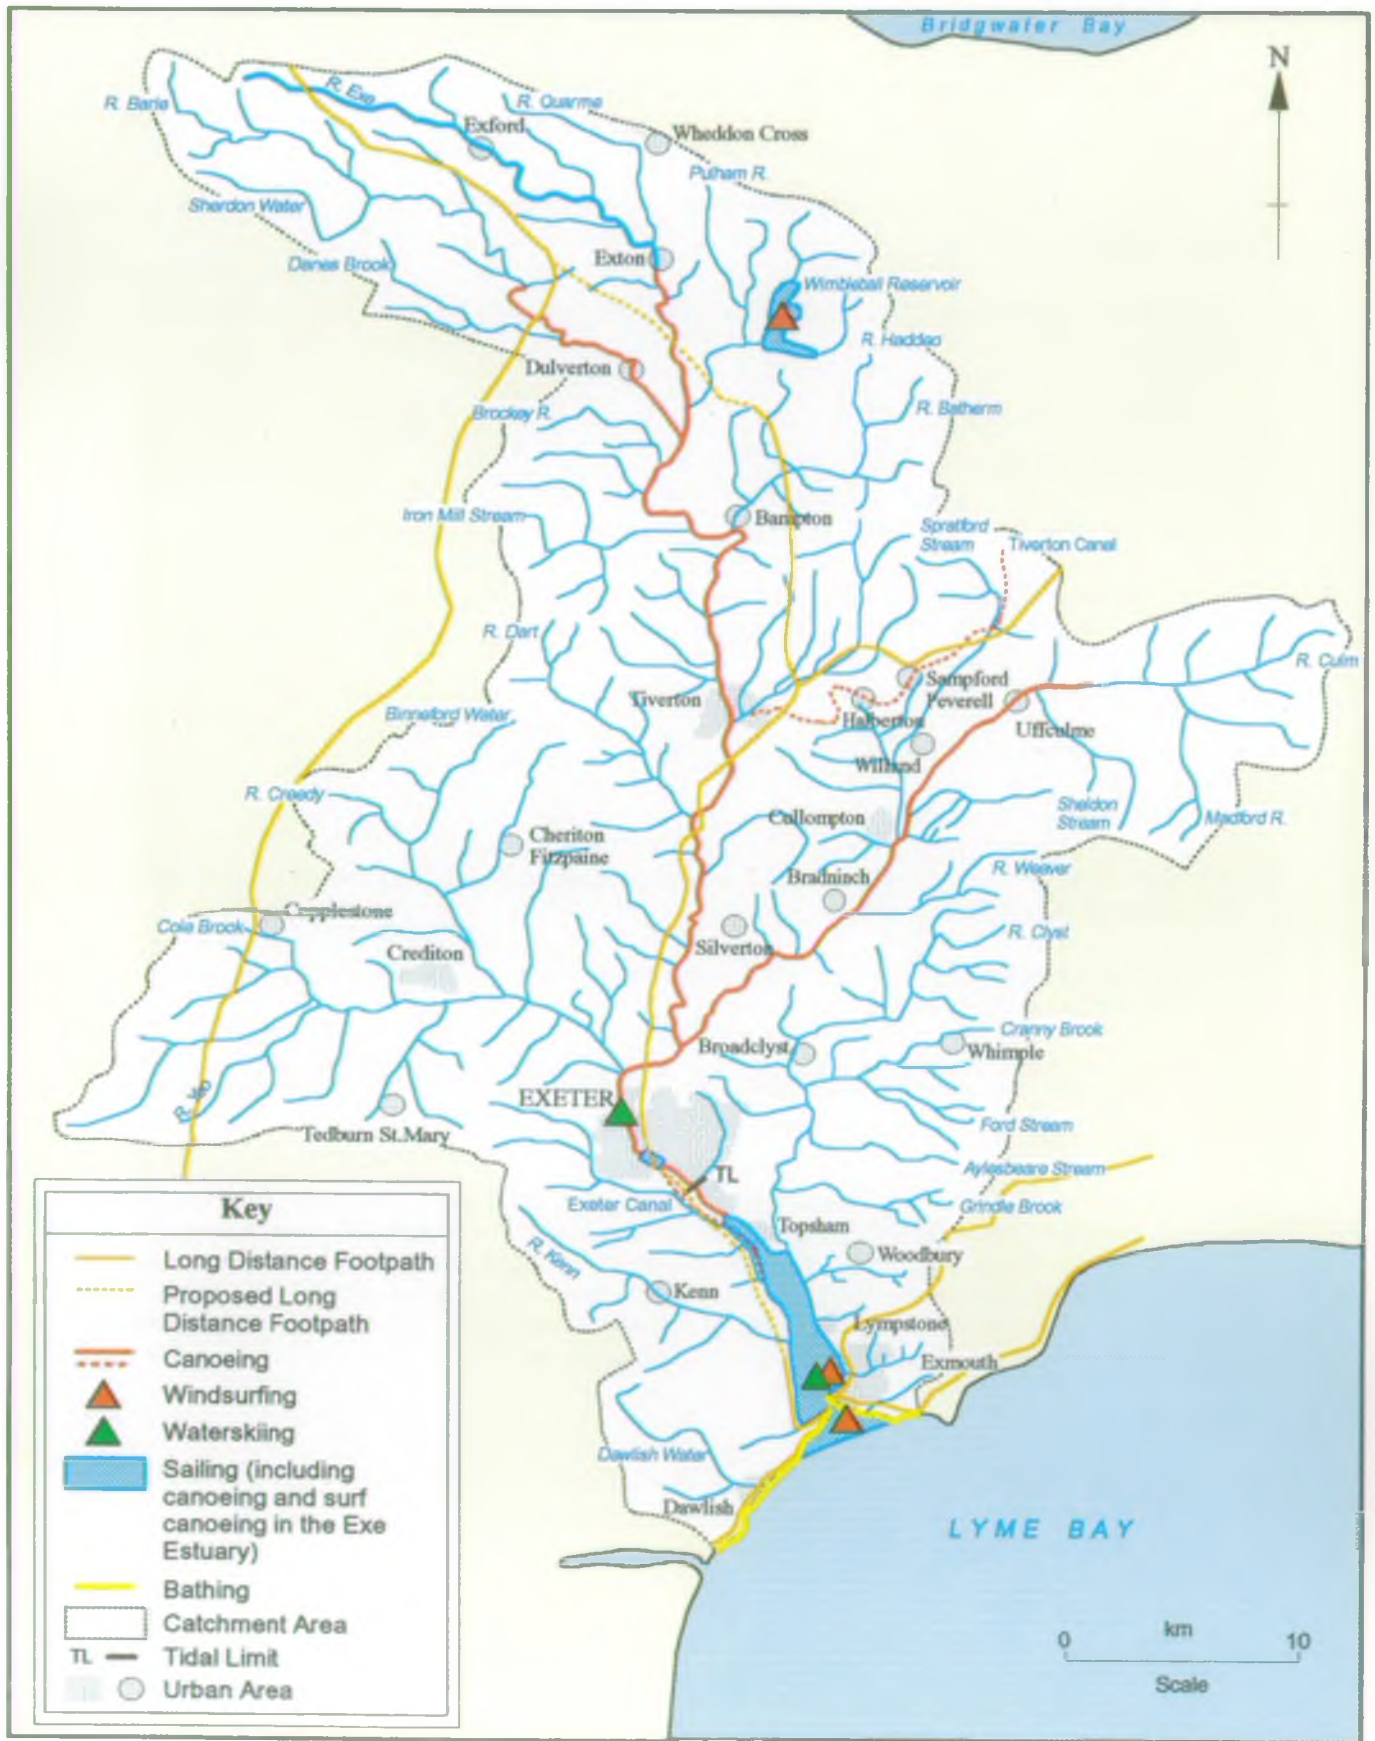 Bridgwater Bay
N
R. Exe
R. Barle
R. Quarme
Exford
Wheddon Cross
Pulham R.
Sherdon Water
Danes Brook
Exton
Wimbleball Reservoir
R. Haddeo
Dulverton
Brockey R.
R. Batherm
Iron Mill Stream
Bampton
Spratford
Stream
Tiverton Canal
R. Dart
R. Culm
Sampford
Peverell
Tiverton
Halberton
Uffculme
Binneford Water
Willand
R. Creedy
Sheldon
Stream
Madford R.
Cullompton
Cheriton
Fitzpaine
R. Weaver
Bradninch
Copplestone
Cole Brook
R. Clyst
Crediton
Silverton
Cranny Brook
Broadclyst
Whimple
R. Yeo
EXETER
Ford Stream
Tedburn St.Mary
Aylesbeare Stream
TL
Exeter Canal
Grindle Brook
Topsham
R. Kenn
Woodbury
Kenn
Lympstone
Exmouth
Dawlish Water
Dawlish
LYME BAY
km
0 10
Scale
Key
Long Distance Footpath
Proposed Long
Distance Footpath
Canoeing
Windsurfing
Waterskiing
Sailing (including
canoeing and surf
canoeing in the Exe
Estuary)
Bathing
Catchment Area
TL Tidal Limit
Urban Area